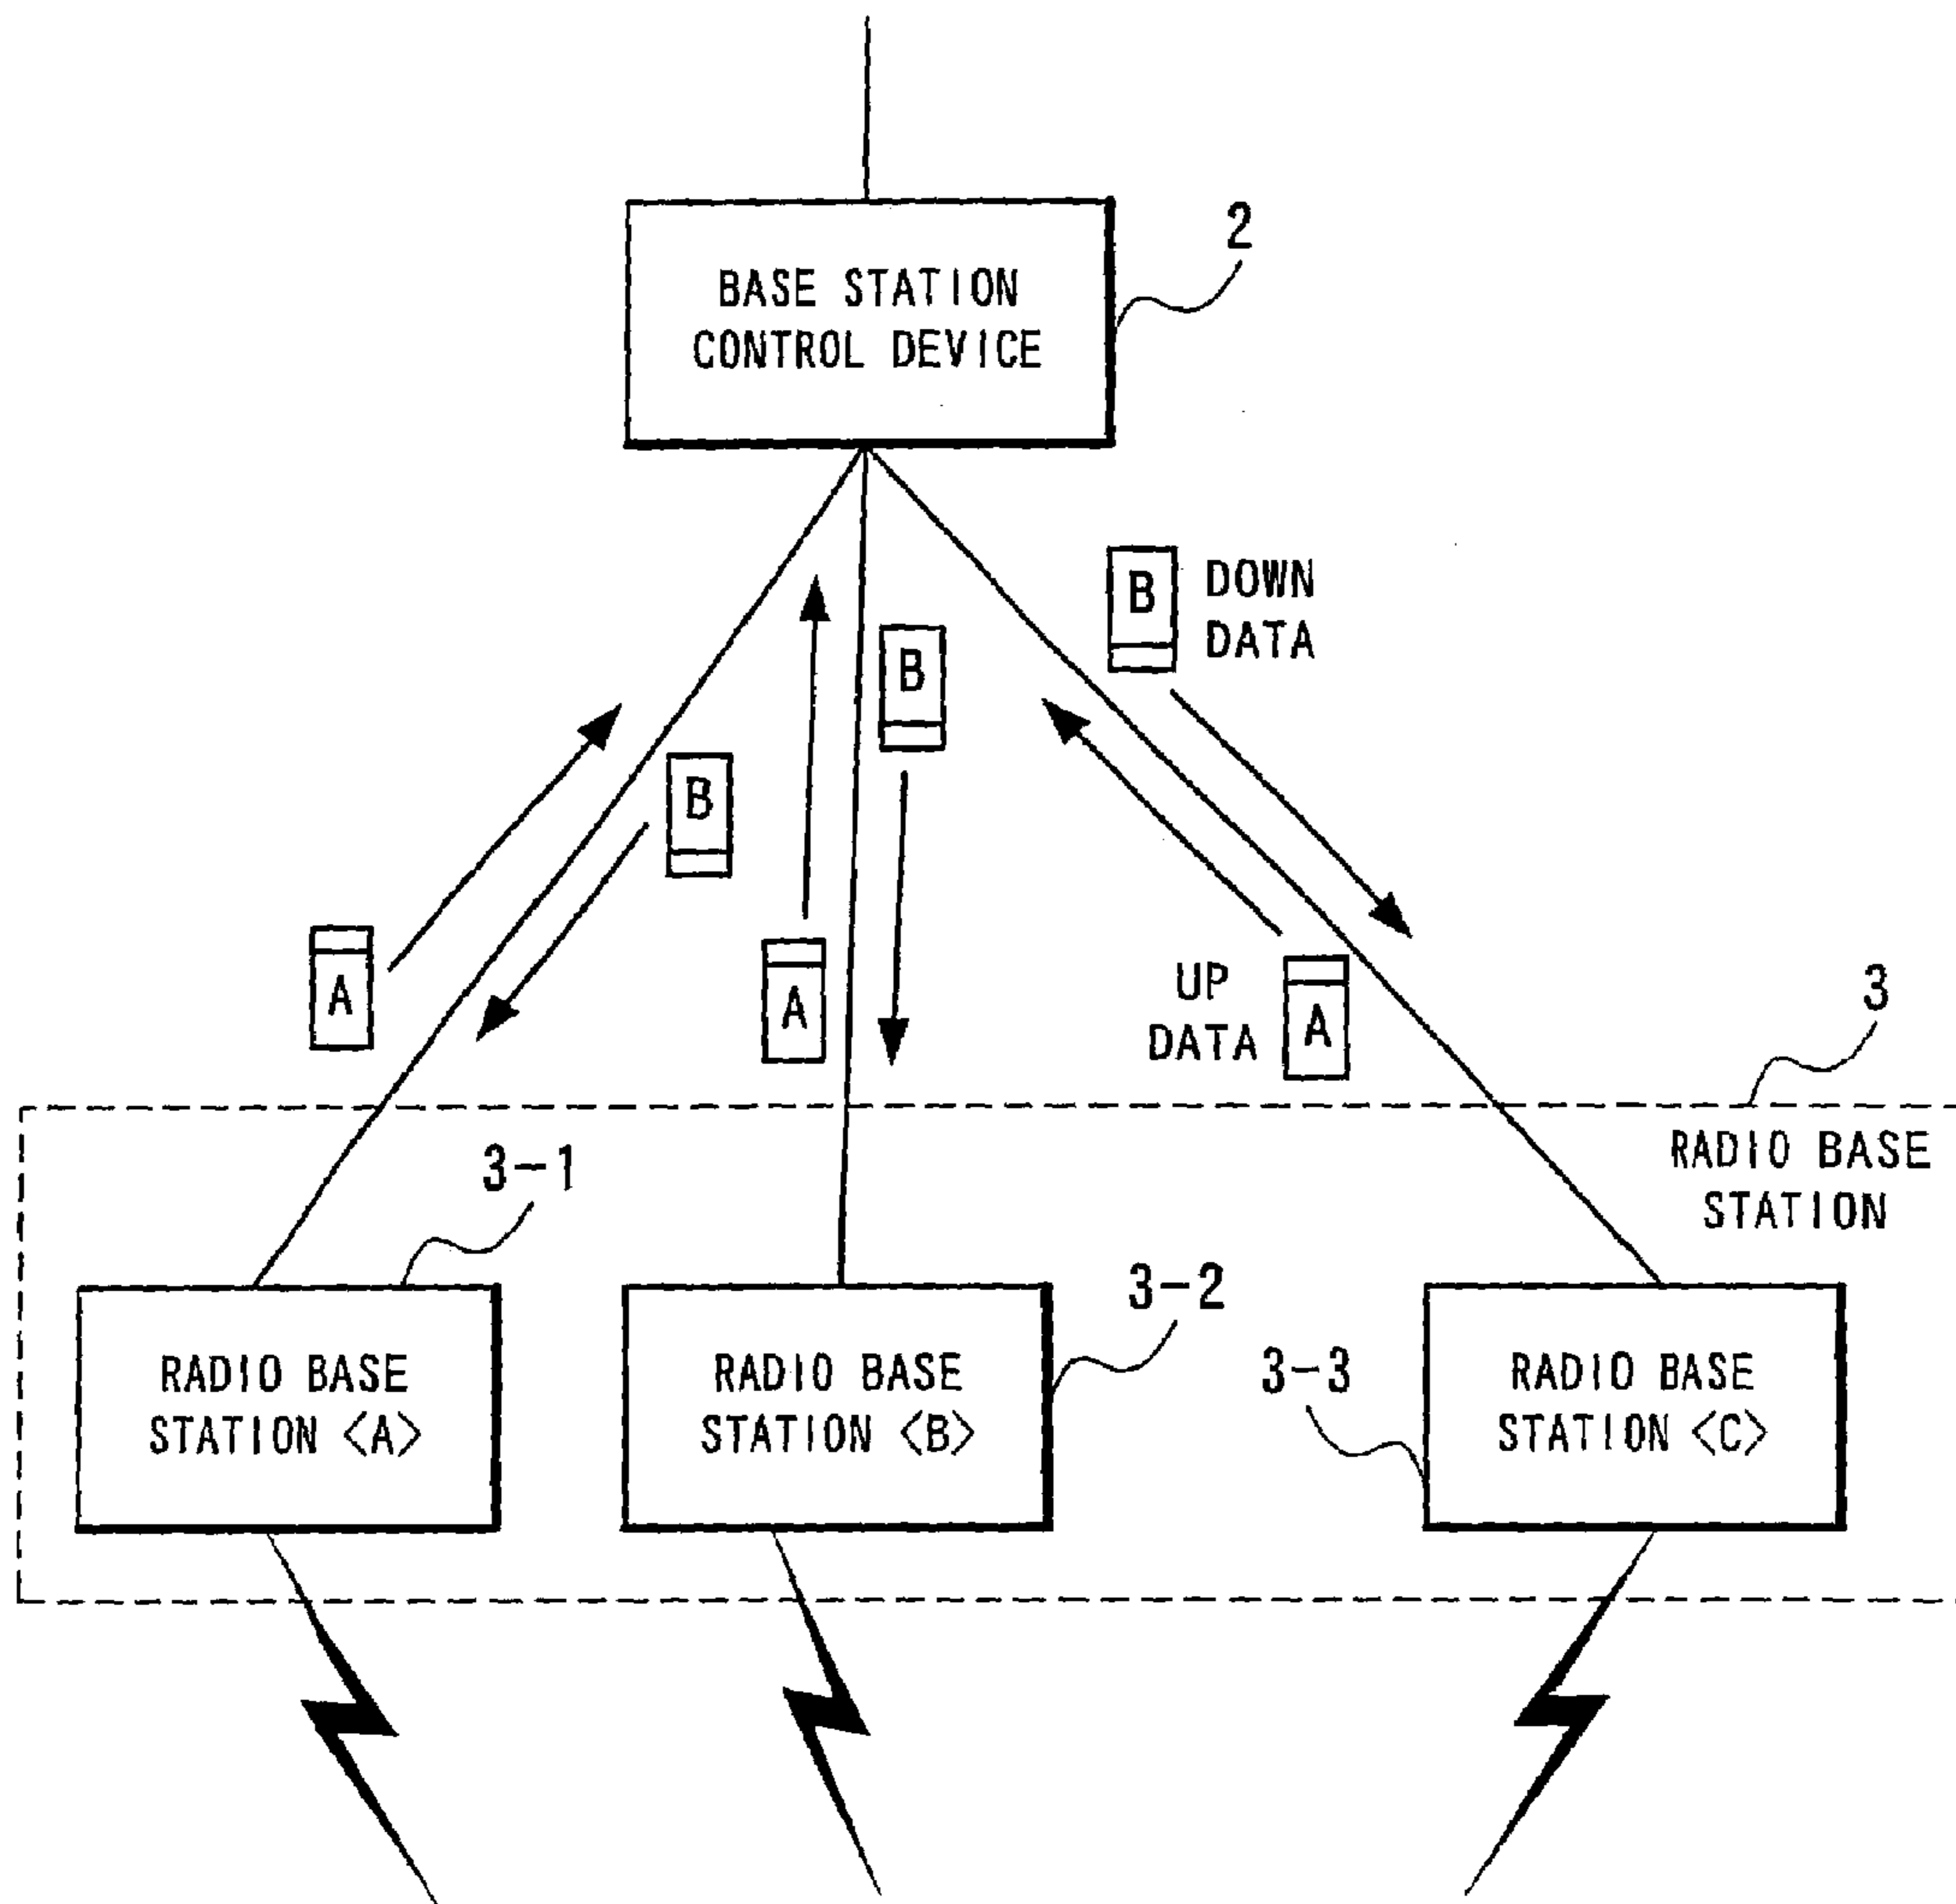 2
BASE STATION
CONTROL DEVICE
B
DOWN
DATA
B
B
A
A
UP
DATA
A
3
RADIO BASE
STATION
3-1
3-2
3-3
RADIO BASE
STATION <A>
RADIO BASE
STATION <B>
RADIO BASE
STATION <C>